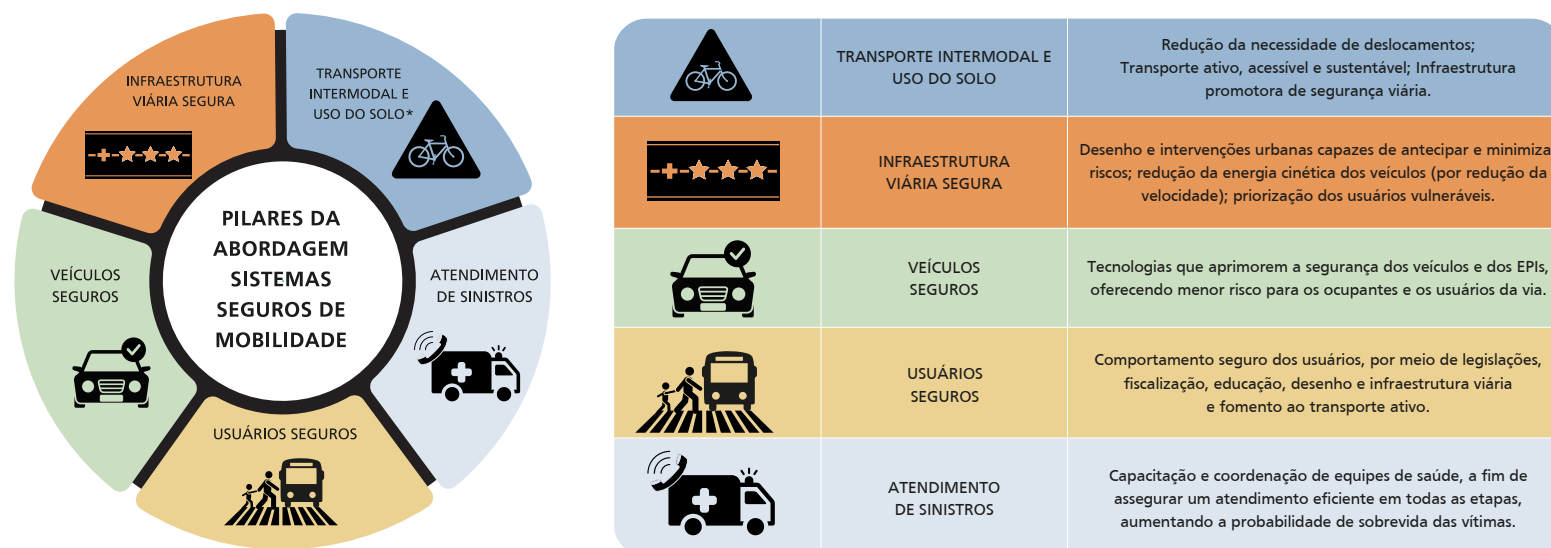 INFRAESTRUTURA
VIÁRIA SEGURA
TRANSPORTE
INTERMODAL E
USO DO SOLO*
PILARES DA
ABORDAGEM
SISTEMAS
SEGUROS DE
MOBILIDADE
VEÍCULOS
SEGUROS
ATENDIMENTO
DE SINISTROS
USUÁRIOS SEGUROS
TRANSPORTE INTERMODAL E
USO DO SOLO
Redução da necessidade de deslocamentos;
Transporte ativo, acessível e sustentável; Infraestrutura
promotora de segurança viária.
INFRAESTRUTURA
VIÁRIA SEGURA
Desenho e intervenções urbanas capazes de antecipar e minimiza
riscos; redução da energia cinética dos veículos (por redução da
velocidade); priorização dos usuários vulneráveis.
VEÍCULOS
SEGUROS
Tecnologias que aprimorem a segurança dos veículos e dos EPIs,
oferecendo menor risco para os ocupantes e os usuários da via.
USUÁRIOS
SEGUROS
Comportamento seguro dos usuários, por meio de legislações,
fiscalização, educação, desenho e infraestrutura viária
e fomento ao transporte ativo.
ATENDIMENTO
DE SINISTROS
Capacitação e coordenação de equipes de saúde, a fim de
assegurar um atendimento eficiente em todas as etapas,
aumentando a probabilidade de sobrevida das vítimas.